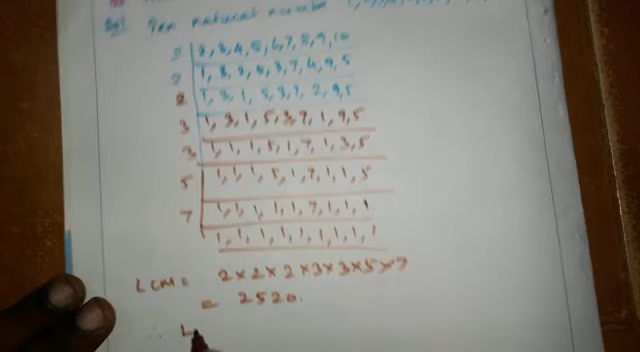 Sol: Ten natural number 1,
2 | 2, 3, 4, 5, 6, 7, 8, 9, 10
2 | 1, 3, 2, 5, 3, 7, 4, 9, 5
2 | 1, 3, 1, 5, 3, 7, 2, 9, 5
3 | 1, 3, 1, 5, 3, 7, 1, 9, 5
3 | 1, 1, 1, 5, 1, 7, 1, 3, 5
5 | 1, 1, 1, 5, 1, 7, 1, 1, 5
7 | 1, 1, 1, 1, 1, 7, 1, 1, 1
1, 1, 1, 1, 1, 1, 1, 1, 1
LCM = 2×2×2×3×3×5×7
= 2520.
∴ L